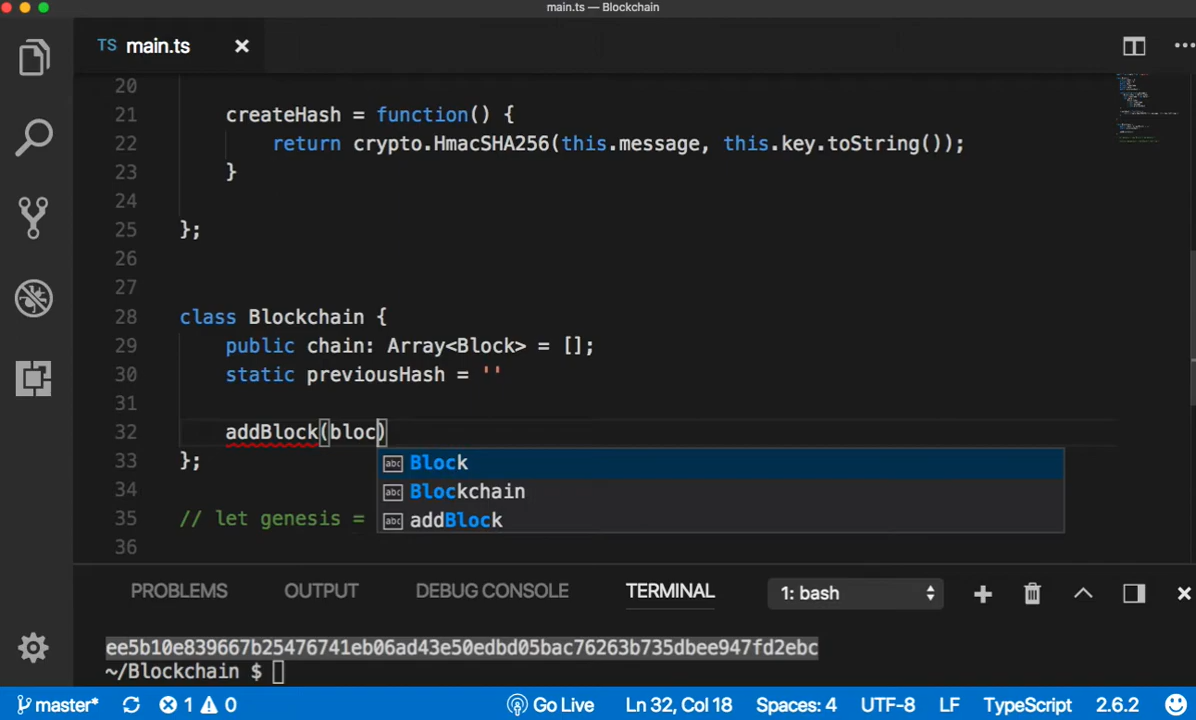 main.ts — Blockchain
TS main.ts
20
21 createHash = function() {
22 return crypto.HmacSHA256(this.message, this.key.toString());
23 }
24
25 };
26
27
28 class Blockchain {
29 public chain: Array<Block> = [];
30 static previousHash = ''
31
32 addBlock(bloc)
abc Block
33 };
abc Blockchain
34
abc addBlock
35 // let genesis =
36
PROBLEMS OUTPUT DEBUG CONSOLE TERMINAL 1: bash
ee5b10e839667b25476741eb06ad43e50edbd05bac76263b735dbee947fd2ebc
~/Blockchain $
master* 1 0 Go Live Ln 32, Col 18 Spaces: 4 UTF-8 LF TypeScript 2.6.2